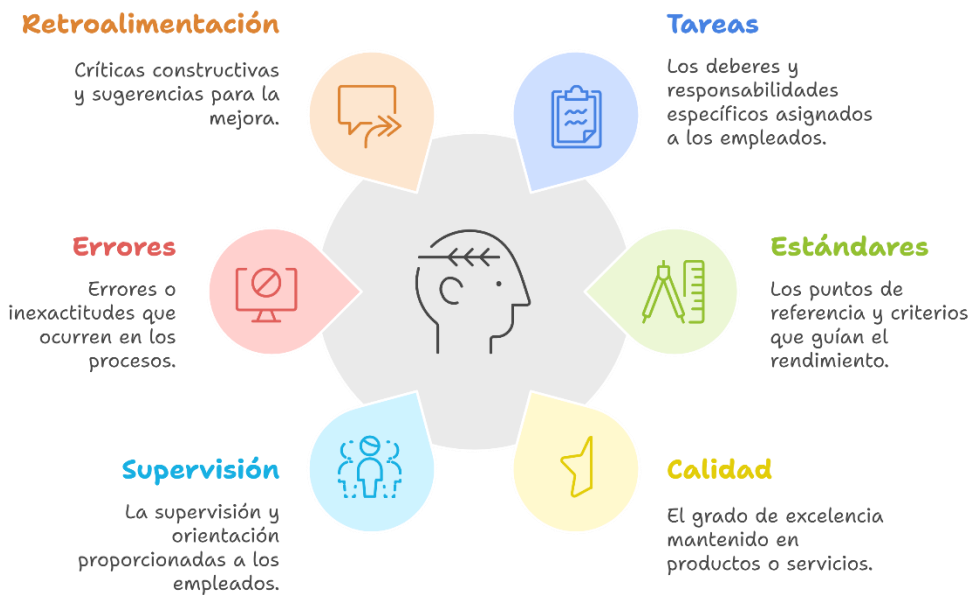 Retroalimentación
Críticas constructivas
y sugerencias para la
mejora.
Tareas
Los deberes y
responsabilidades
específicos asignados
a los empleados.
Errores
Errores o
inexactitudes que
ocurren en los
procesos.
Estándares
Los puntos de
referencia y criterios
que guían el
rendimiento.
Supervisión
La supervisión y
orientación
proporcionadas a los
empleados.
Calidad
El grado de excelencia
mantenido en
productos o servicios.